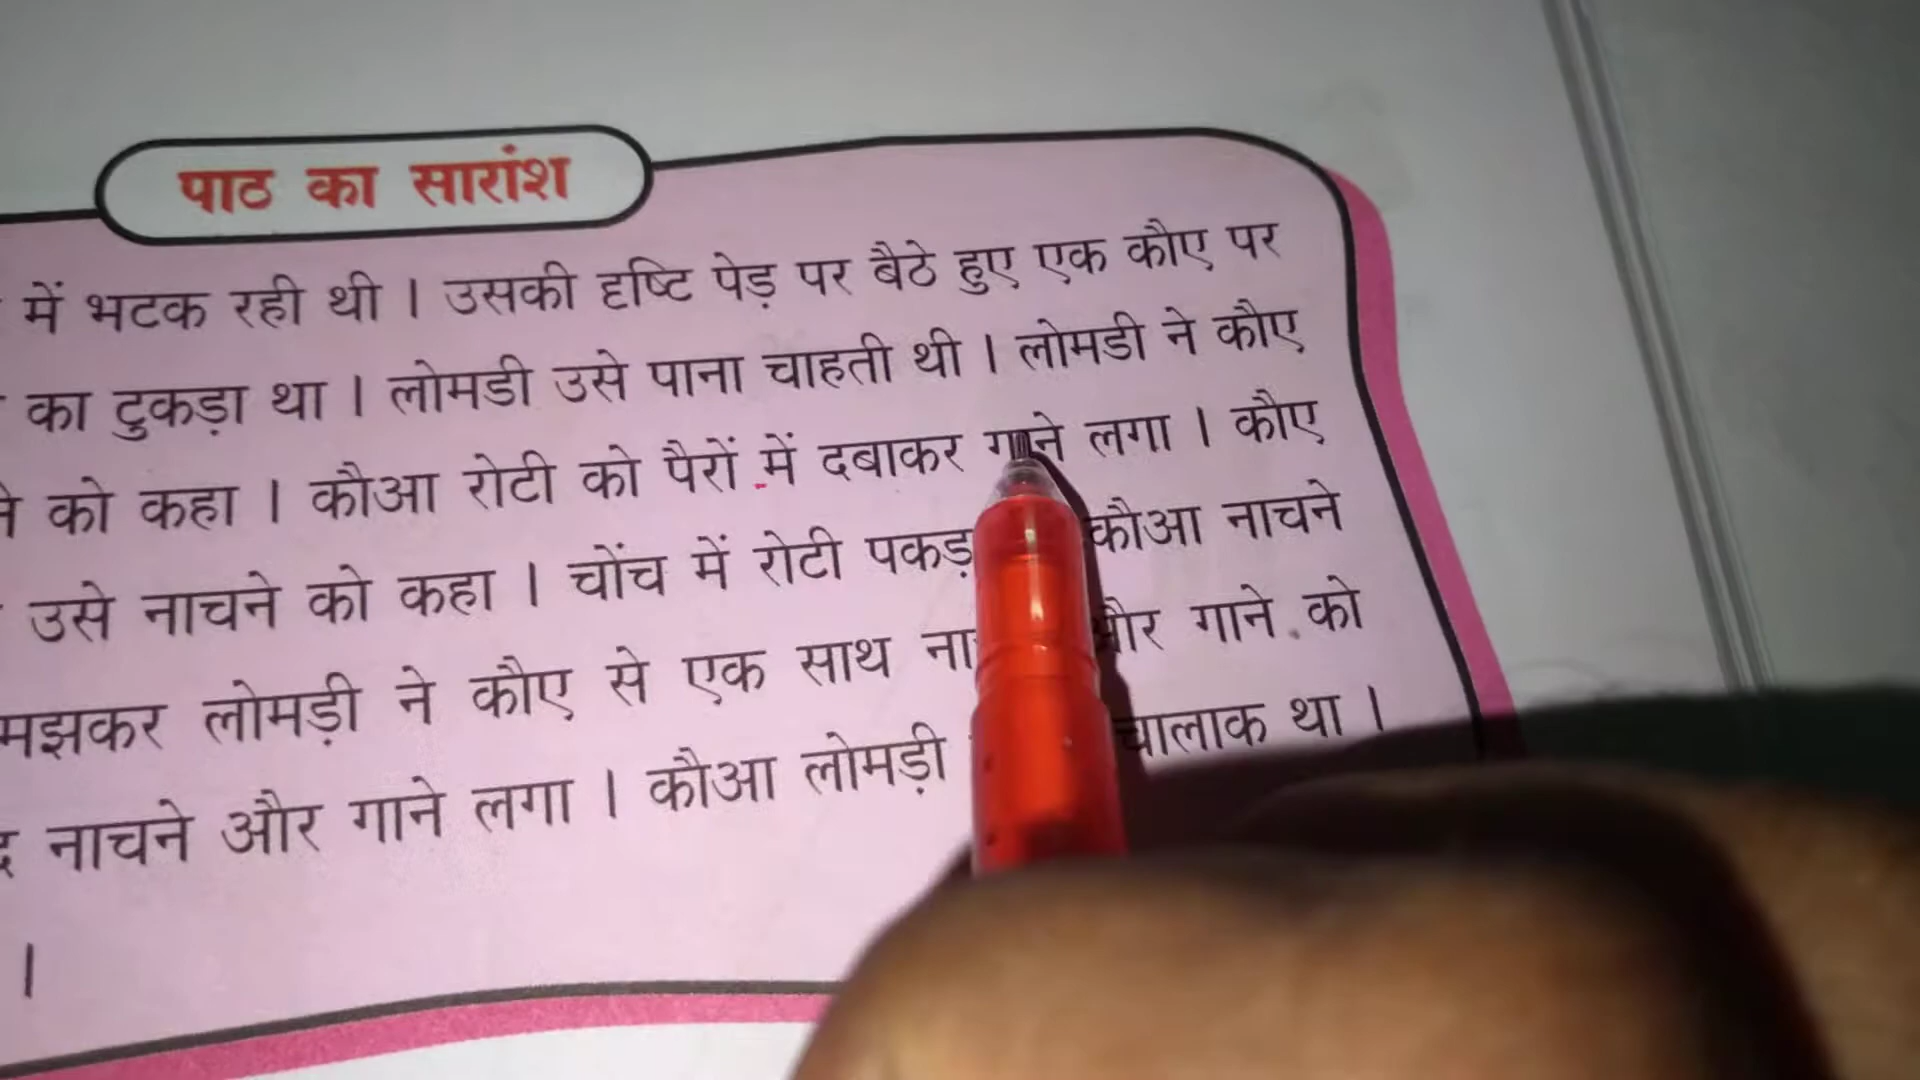 पाठ का सारांश
में भटक रही थी । उसकी दृष्टि पेड़ पर बैठे हुए एक कौए पर
का टुकड़ा था । लोमडी उसे पाना चाहती थी । लोमडी ने कौए
को कहा । कौआ रोटी को पैरों में दबाकर गाने लगा । कौए
उसे नाचने को कहा । चोंच में रोटी पकड़ कौआ नाचने
लोमड़ी ने कौए से एक साथ और गाने को
नाचने और गाने लगा । कौआ लोमड़ी चालाक था ।
।